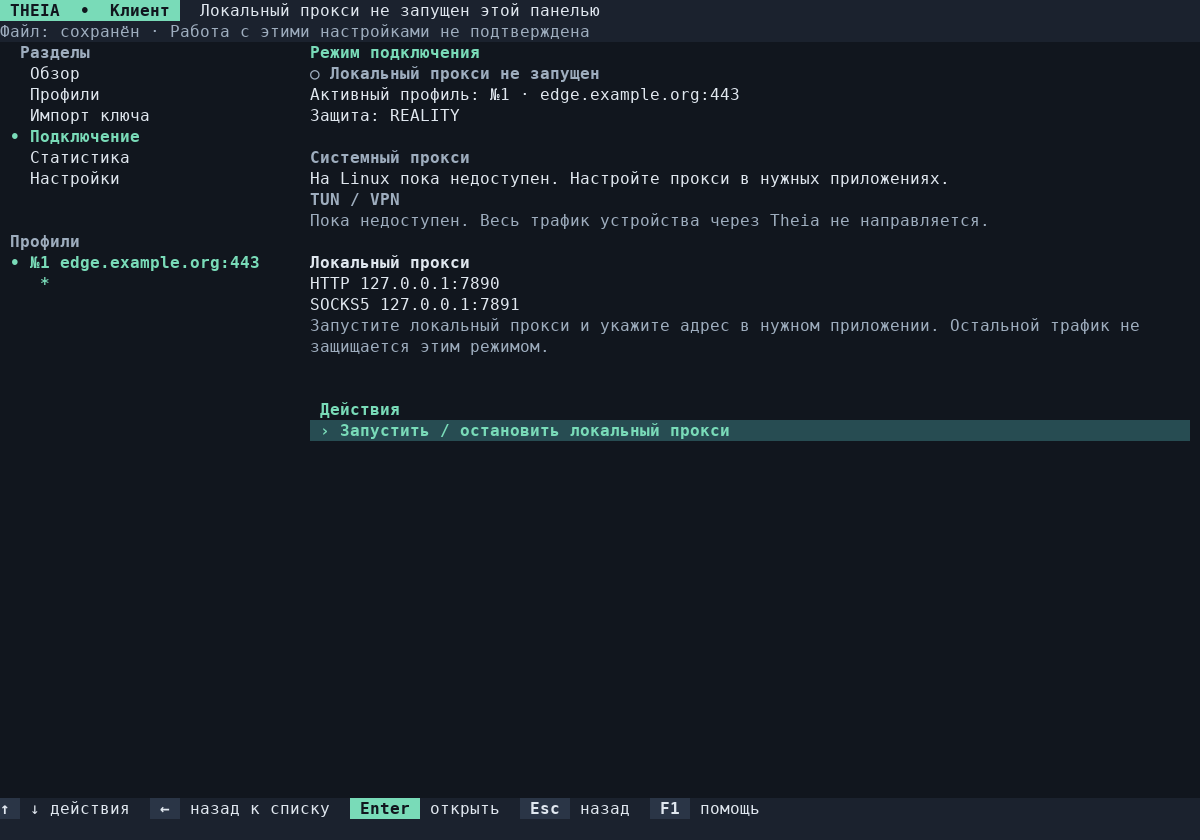 THEIA • Клиент Локальный прокси не запущен этой панелью
Файл: сохранён · Работа с этими настройками не подтверждена
Разделы
Обзор
Профили
Импорт ключа
• Подключение
Статистика
Настройки
Профили
• №1 edge.example.org:443
*
Режим подключения
○ Локальный прокси не запущен
Активный профиль: №1 · edge.example.org:443
Защита: REALITY
Системный прокси
На Linux пока недоступен. Настройте прокси в нужных приложениях.
TUN / VPN
Пока недоступен. Весь трафик устройства через Theia не направляется.
Локальный прокси
HTTP 127.0.0.1:7890
SOCKS5 127.0.0.1:7891
Запустите локальный прокси и укажите адрес в нужном приложении. Остальной трафик не
защищается этим режимом.
Действия
› Запустить / остановить локальный прокси
↑ ↓ действия ← назад к списку Enter открыть Esc назад F1 помощь